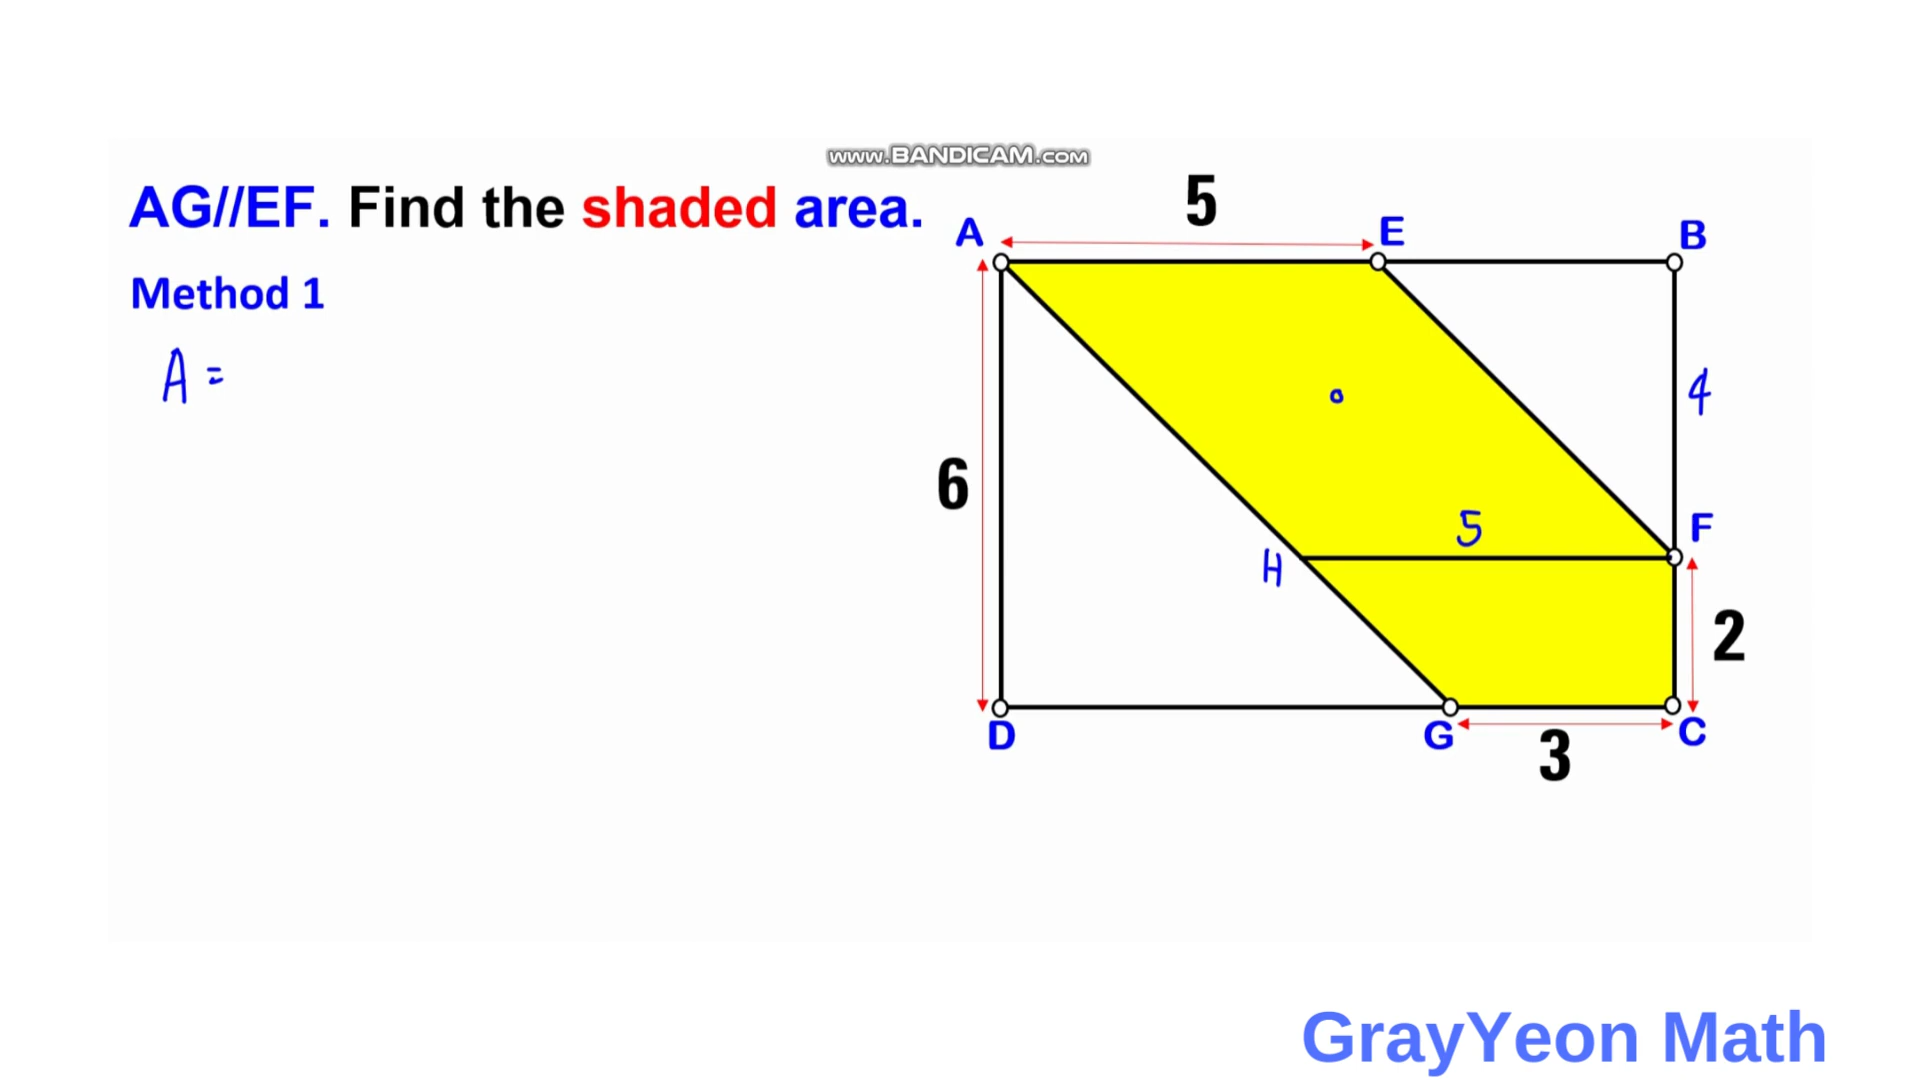 www.BANDICAM.com
AG//EF. Find the shaded area.
Method 1
A =
5
A
E
B
4
6
5
F
H
2
D
G
C
3
GrayYeon Math